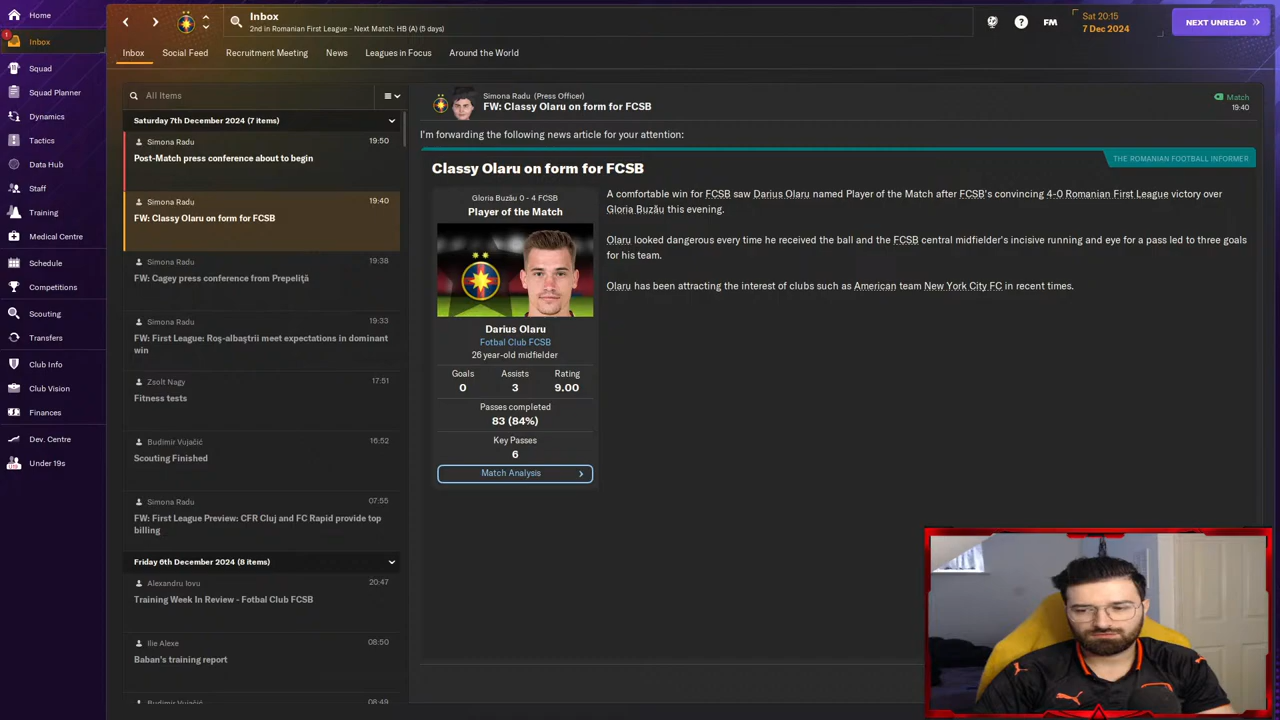 Home
Inbox
Squad
Squad Planner
Dynamics
Tactics
Data Hub
Staff
Training
Medical Centre
Schedule
Competitions
Scouting
Transfers
Club Info
Club Vision
Finances
Dev. Centre
Under 19s
Inbox
2nd in Romanian First League - Next Match: HB (A) (5 days)
FM
Sat 20:15
7 Dec 2024
NEXT UNREAD
Inbox Social Feed Recruitment Meeting News Leagues in Focus Around the World
All Items
Saturday 7th December 2024 (7 items)
Simona Radu 19:50
Post-Match press conference about to begin
Simona Radu 19:40
FW: Classy Olaru on form for FCSB
Simona Radu 19:38
FW: Cagey press conference from Prepeliță
Simona Radu 19:33
FW: First League: Roș-albaștrii meet expectations in dominant
win
Zsolt Nagy 17:51
Fitness tests
Budimir Vujačić 16:52
Scouting Finished
Simona Radu 07:55
FW: First League Preview: CFR Cluj and FC Rapid provide top
billing
Friday 6th December 2024 (8 items)
Alexandru Iovu 20:47
Training Week In Review - Fotbal Club FCSB
Ilie Alexe 08:50
Baban's training report
Budimir Vujačić 08:49
Simona Radu (Press Officer)
FW: Classy Olaru on form for FCSB
Match
19:40
I'm forwarding the following news article for your attention:
THE ROMANIAN FOOTBALL INFORMER
Classy Olaru on form for FCSB
Gloria Buzău 0 - 4 FCSB
Player of the Match
Darius Olaru
Fotbal Club FCSB
26 year-old midfielder
Goals Assists Rating
0 3 9.00
Passes completed
83 (84%)
Key Passes
6
Match Analysis
A comfortable win for FCSB saw Darius Olaru named Player of the Match after FCSB's convincing 4-0 Romanian First League victory over
Gloria Buzău this evening.
Olaru looked dangerous every time he received the ball and the FCSB central midfielder's incisive running and eye for a pass led to three goals
for his team.
Olaru has been attracting the interest of clubs such as American team New York City FC in recent times.